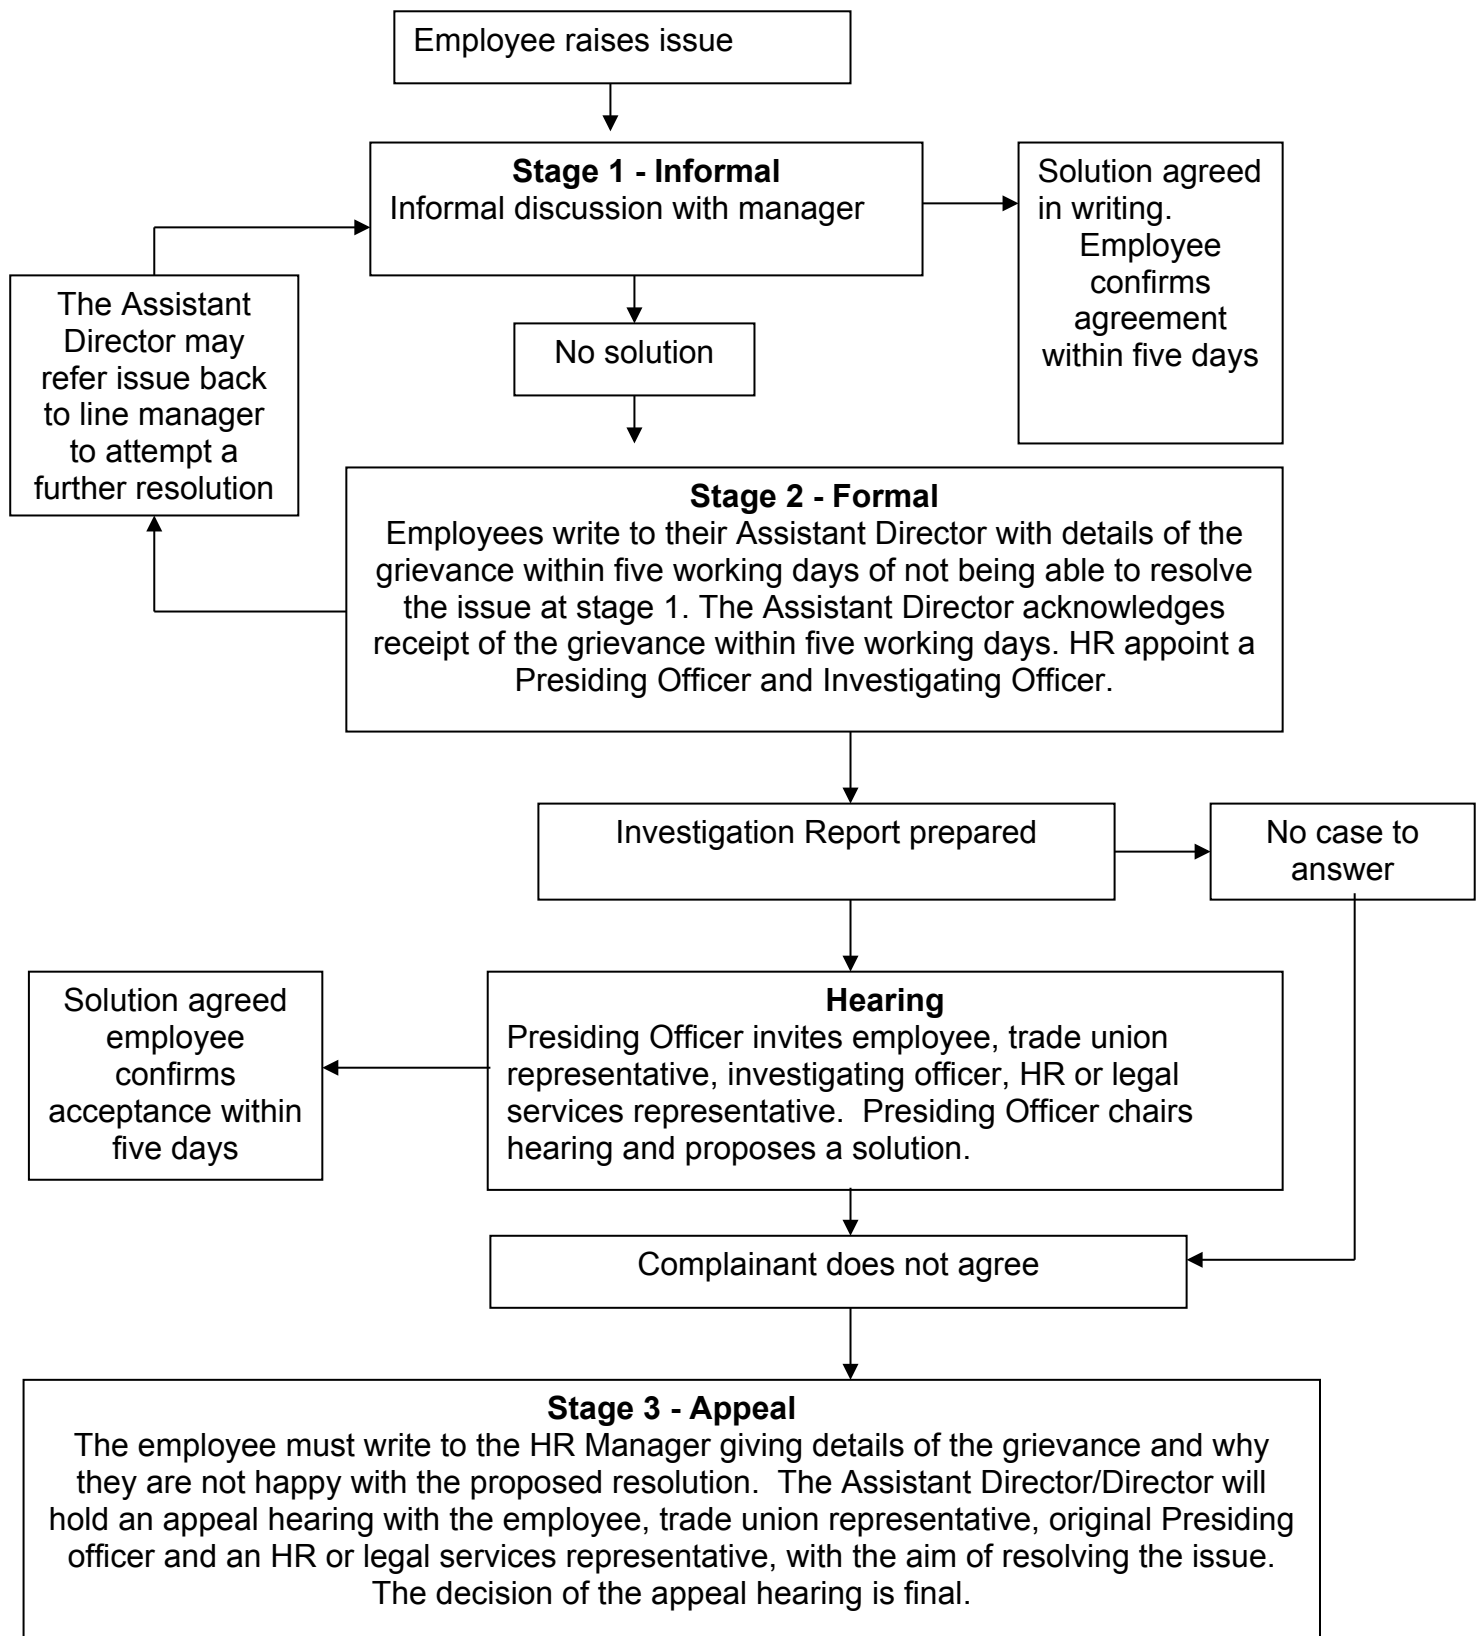 Employee raises issue
Stage 1 - Informal
Informal discussion with manager
Solution agreed
in writing.
Employee
confirms
agreement
within five days
The Assistant
Director may
refer issue back
to line manager
to attempt a
further resolution
No solution
Stage 2 - Formal
Employees write to their Assistant Director with details of the
grievance within five working days of not being able to resolve
the issue at stage 1. The Assistant Director acknowledges
receipt of the grievance within five working days. HR appoint a
Presiding Officer and Investigating Officer.
Investigation Report prepared
No case to
answer
Solution agreed
employee
confirms
acceptance within
five days
Hearing
Presiding Officer invites employee, trade union
representative, investigating officer, HR or legal
services representative.  Presiding Officer chairs
hearing and proposes a solution.
Complainant does not agree
Stage 3 - Appeal
The employee must write to the HR Manager giving details of the grievance and why
they are not happy with the proposed resolution.  The Assistant Director/Director will
hold an appeal hearing with the employee, trade union representative, original Presiding
officer and an HR or legal services representative, with the aim of resolving the issue.
The decision of the appeal hearing is final.